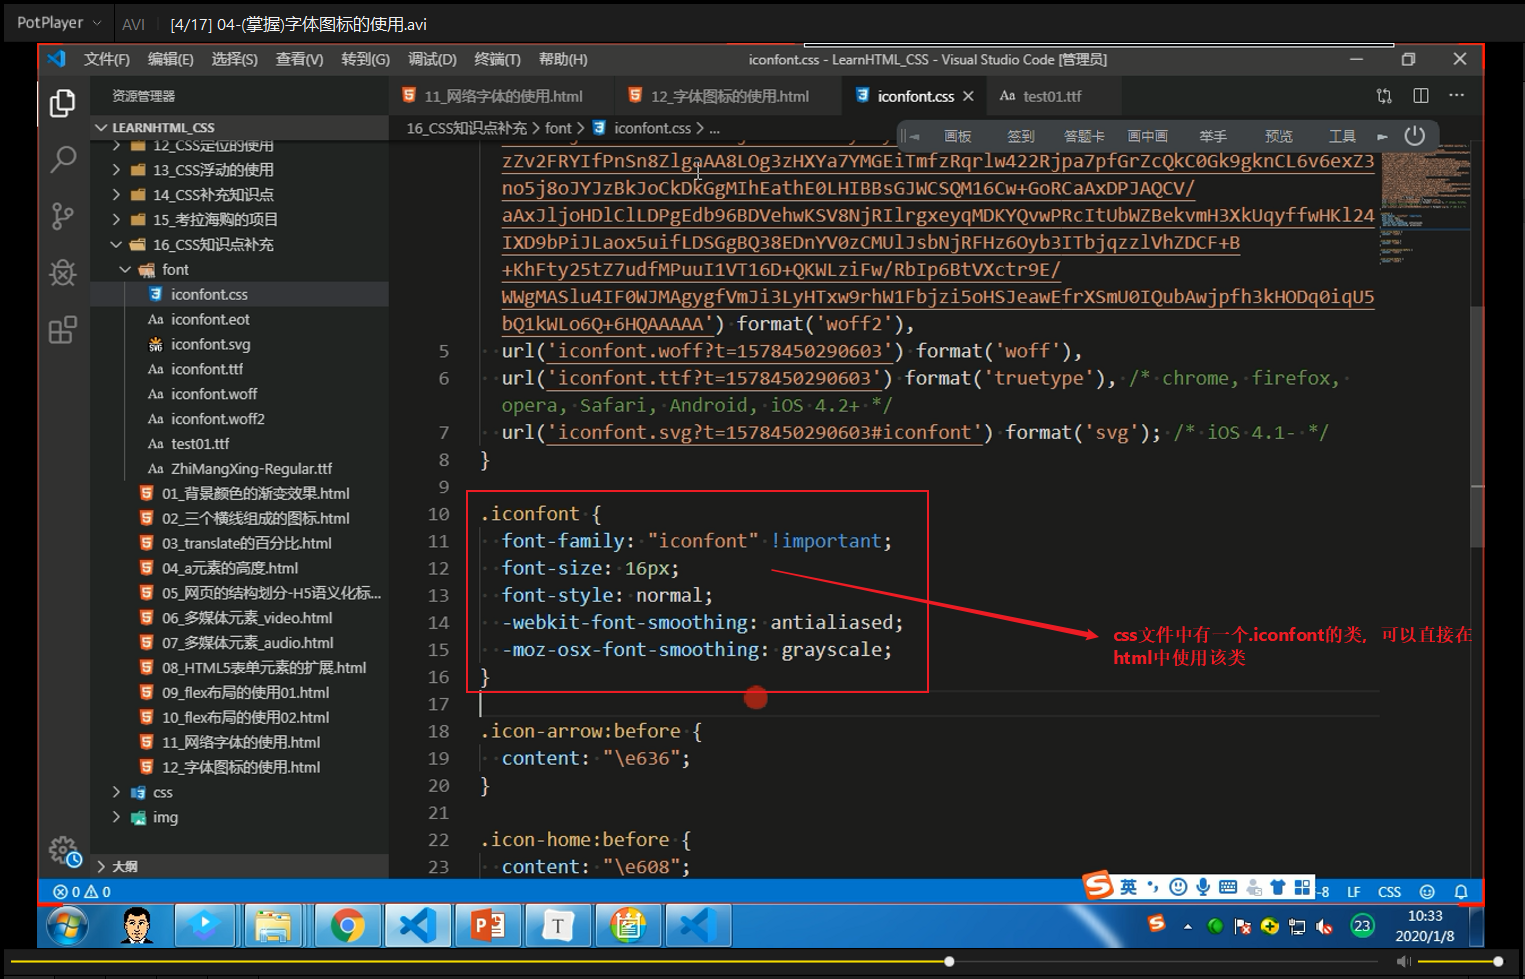 PotPlayer
AVI
[4/17] 04-(掌握)字体图标的使用.avi
文件(F) 编辑(E) 选择(S) 查看(V) 转到(G) 调试(D) 终端(T) 帮助(H)
iconfont.css - LearnHTML_CSS - Visual Studio Code [管理员]
资源管理器
11_网络字体的使用.html
12_字体图标的使用.html
iconfont.css
Aa test01.ttf
LEARNHTML_CSS
16_CSS知识点补充 > font > iconfont.css > ...
画板 签到 答题卡 画中画 举手 预览 工具
12_CSS定位的使用
13_CSS浮动的使用
14_CSS补充知识点
15_考拉海购的项目
16_CSS知识点补充
font
iconfont.css
Aa iconfont.eot
SVG iconfont.svg
Aa iconfont.ttf
Aa iconfont.woff
Aa iconfont.woff2
Aa test01.ttf
Aa ZhiMangXing-Regular.ttf
01_背景颜色的渐变效果.html
02_三个横线组成的图标.html
03_translate的百分比.html
04_a元素的高度.html
05_网页的结构划分-H5语义化标...
06_多媒体元素_video.html
07_多媒体元素_audio.html
08_HTML5表单元素的扩展.html
09_flex布局的使用01.html
10_flex布局的使用02.html
11_网络字体的使用.html
12_字体图标的使用.html
css
img
大纲
zZv2FRYIfPnSn8ZlgaAA8LOg3zHXYa7YMGEiTmfzRqrlw422Rjpa7pfGrZcQkC0Gk9gknCL6v6exZ3
no5j8oJYJzBkJoCkDkGgMIhEathE0LHIBBsGJWCSQM16Cw+GoRCaAxDPJAQCV/
aAxJljoHDlClLDPgEdb96BDVehwKSV8NjRIlrgxeyqMDKYQvwPRcItUbWZBekvmH3XkUqyffwHKl24
IXD9bPiJLaox5uifLDSGgBQ38EDnYV0zCMUlJsbNjRFHz6Oyb3ITbjqzzlVhZDCF+B
+KhFty25tZ7udfMPuuI1VT16D+QKWLziFw/RbIp6BtVXctr9E/
WWgMASlu4IF0WJMAgygfVmJi3LyHTxw9rhW1Fbjzi5oHSJeawEfrXSmU0IQubAwjpfh3kHODq0iqU5
bQ1kWLo6Q+6HQAAAAA') format('woff2'),
5 url('iconfont.woff?t=1578450290603') format('woff'),
6 url('iconfont.ttf?t=1578450290603') format('truetype'), /* chrome, firefox,
opera, Safari, Android, iOS 4.2+ */
7 url('iconfont.svg?t=1578450290603#iconfont') format('svg'); /* iOS 4.1- */
8 }
9
10 .iconfont {
11 font-family: "iconfont" !important;
12 font-size: 16px;
13 font-style: normal;
14 -webkit-font-smoothing: antialiased;
15 -moz-osx-font-smoothing: grayscale;
16 }
17
18 .icon-arrow:before {
19 content: "\e636";
20 }
21
22 .icon-home:before {
23 content: "\e608";
css文件中有一个.iconfont的类，可以直接在
html中使用该类
0 0
英
-8 LF CSS
P T
23
10:33
2020/1/8